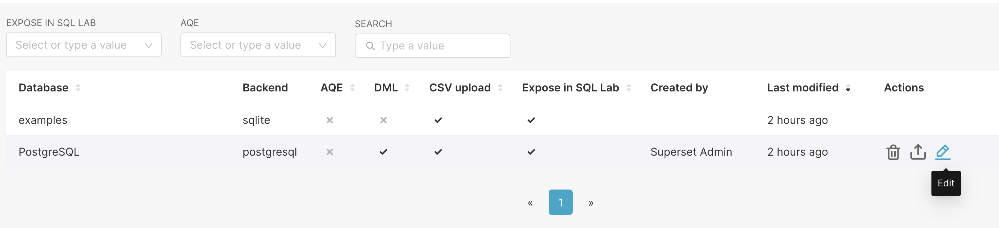 EXPOSE IN SQL LAB AQE SEARCH
Select or type a value Select or type a value Type a value
Database Backend AQE DML CSV upload Expose in SQL Lab Created by Last modified Actions
examples sqlite 2 hours ago
PostgreSQL postgresql Superset Admin 2 hours ago
Edit
« 1 »